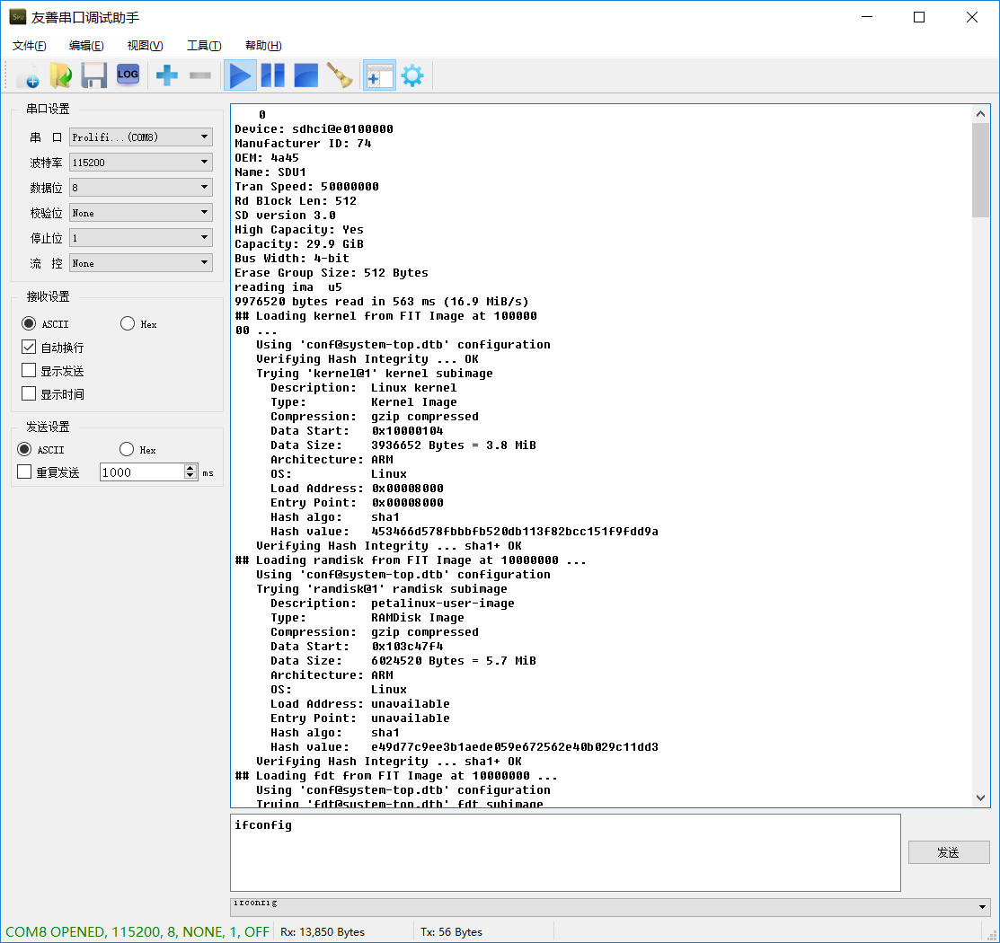 友善串口调试助手
文件(F) 编辑(E) 视图(V) 工具(T) 帮助(H)
LOG
串口设置
串 口 Prolifi...(COM8)
波特率 115200
数据位 8
校验位 None
停止位 1
流 控 None
接收设置
ASCII Hex
自动换行
显示发送
显示时间
发送设置
ASCII Hex
重复发送 1000 ms
0
Device: sdhci@e0100000
Manufacturer ID: 74
OEM: 4a45
Name: SDU1
Tran Speed: 50000000
Rd Block Len: 512
SD version 3.0
High Capacity: Yes
Capacity: 29.9 GiB
Bus Width: 4-bit
Erase Group Size: 512 Bytes
reading ima  u5
9976520 bytes read in 563 ms (16.9 MiB/s)
## Loading kernel from FIT Image at 100000
00 ...
Using 'conf@system-top.dtb' configuration
Verifying Hash Integrity ... OK
Trying 'kernel@1' kernel subimage
Description: Linux kernel
Type: Kernel Image
Compression: gzip compressed
Data Start: 0x10000104
Data Size: 3936652 Bytes = 3.8 MiB
Architecture: ARM
OS: Linux
Load Address: 0x00008000
Entry Point: 0x00008000
Hash algo: sha1
Hash value: 453466d578fbbbfb520db113f82bcc151f9fdd9a
Verifying Hash Integrity ... sha1+ OK
## Loading ramdisk from FIT Image at 10000000 ...
Using 'conf@system-top.dtb' configuration
Trying 'ramdisk@1' ramdisk subimage
Description: petalinux-user-image
Type: RAMDisk Image
Compression: gzip compressed
Data Start: 0x103c47f4
Data Size: 6024520 Bytes = 5.7 MiB
Architecture: ARM
OS: Linux
Load Address: unavailable
Entry Point: unavailable
Hash algo: sha1
Hash value: e49d77c9ee3b1aede059e672562e40b029c11dd3
Verifying Hash Integrity ... sha1+ OK
## Loading fdt from FIT Image at 10000000 ...
Using 'conf@system-top.dtb' configuration
Trying 'fdt@system-top.dtb' fdt subimage
ifconfig
发送
ifconfig
COM8 OPENED, 115200, 8, NONE, 1, OFF Rx: 13,850 Bytes Tx: 56 Bytes